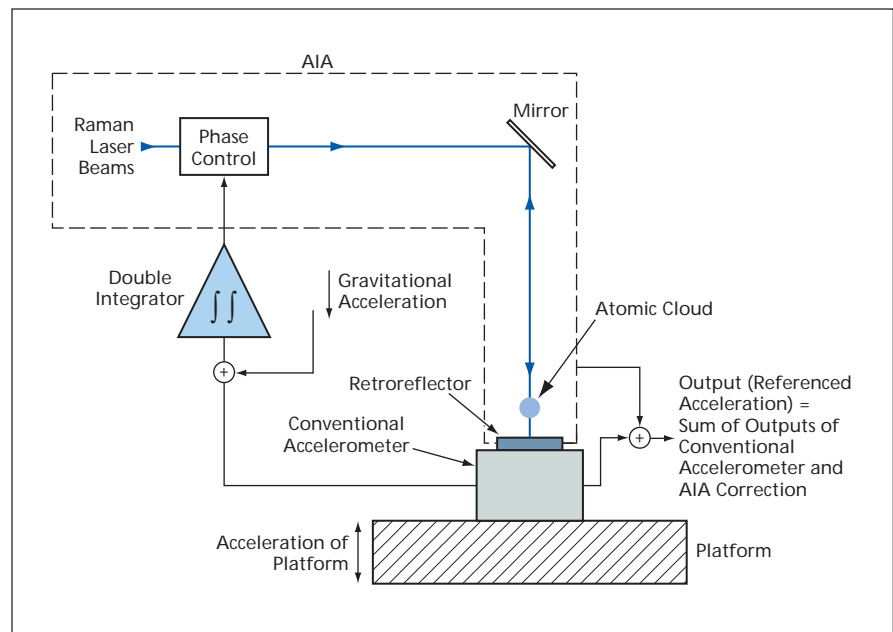 AIA
Mirror
Raman
Laser
Beams
Phase
Control
Double
Integrator
∫∫
Gravitational
Acceleration
Atomic Cloud
+
Retroreflector
Conventional
Accelerometer
+
Output (Referenced
Acceleration) =
Sum of Outputs of
Conventional
Accelerometer and
AIA Correction
Acceleration of
Platform
Platform